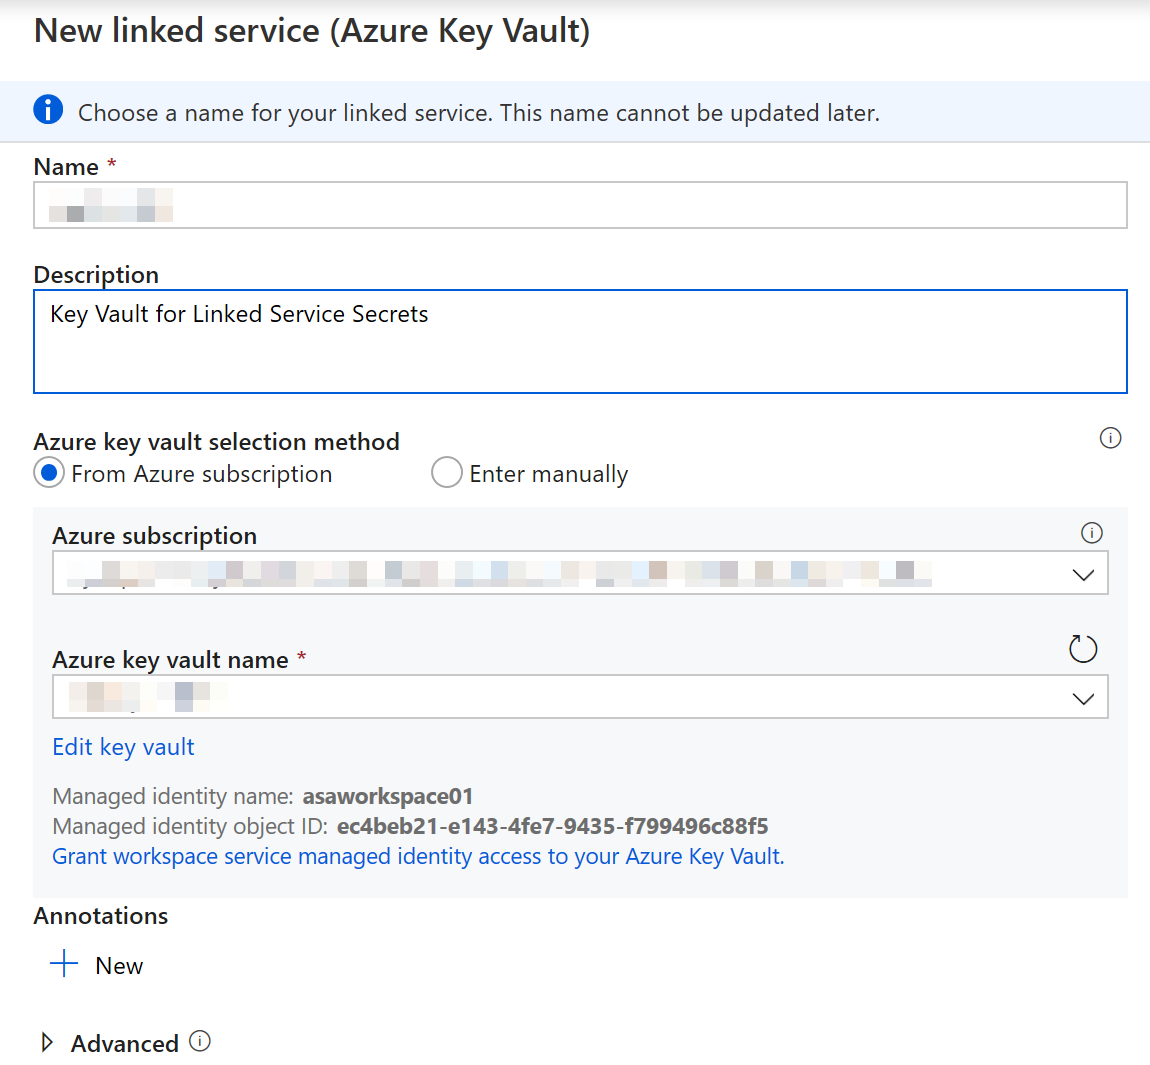 New linked service (Azure Key Vault)
Choose a name for your linked service. This name cannot be updated later.
Name *
Description
Key Vault for Linked Service Secrets
Azure key vault selection method
From Azure subscription Enter manually
Azure subscription
Azure key vault name *
Edit key vault
Managed identity name: asaworkspace01
Managed identity object ID: ec4beb21-e143-4fe7-9435-f799496c88f5
Grant workspace service managed identity access to your Azure Key Vault.
Annotations
New
Advanced